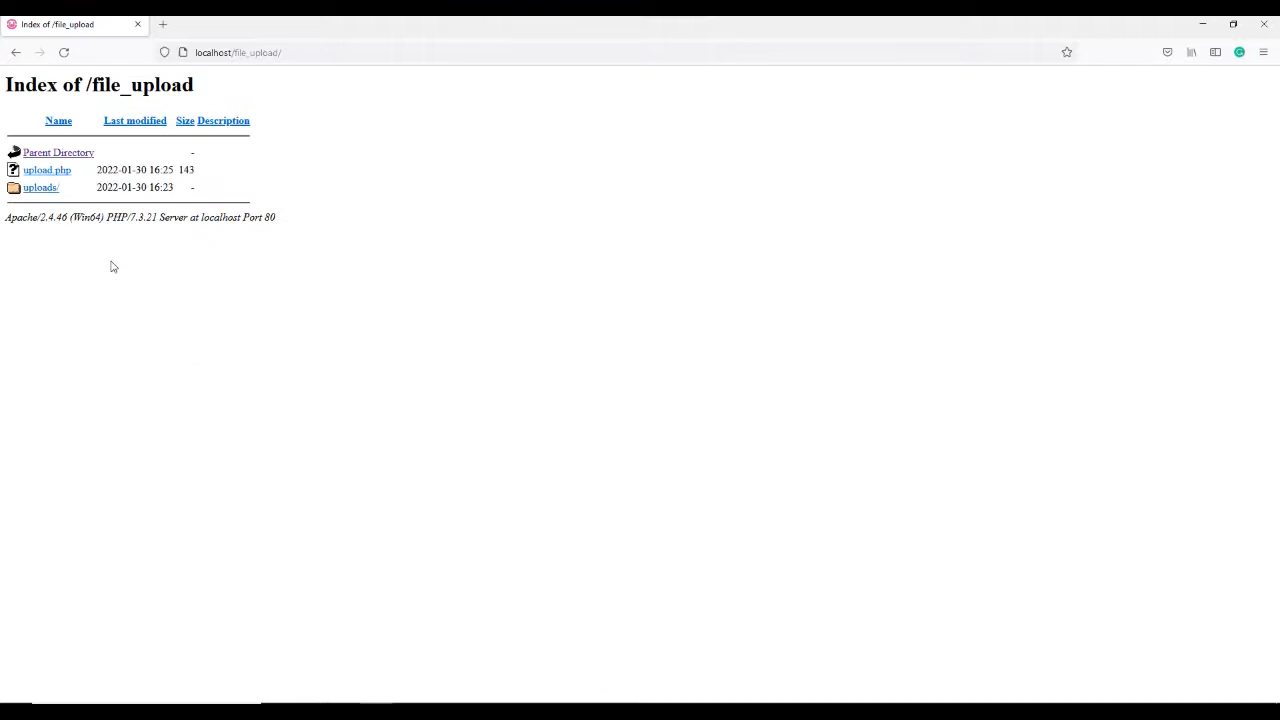 Index of /file_upload
localhost/file_upload/
Index of /file_upload
Name Last modified Size Description
Parent Directory -
upload.php 2022-01-30 16:25 143
uploads/ 2022-01-30 16:23 -
Apache/2.4.46 (Win64) PHP/7.3.21 Server at localhost Port 80